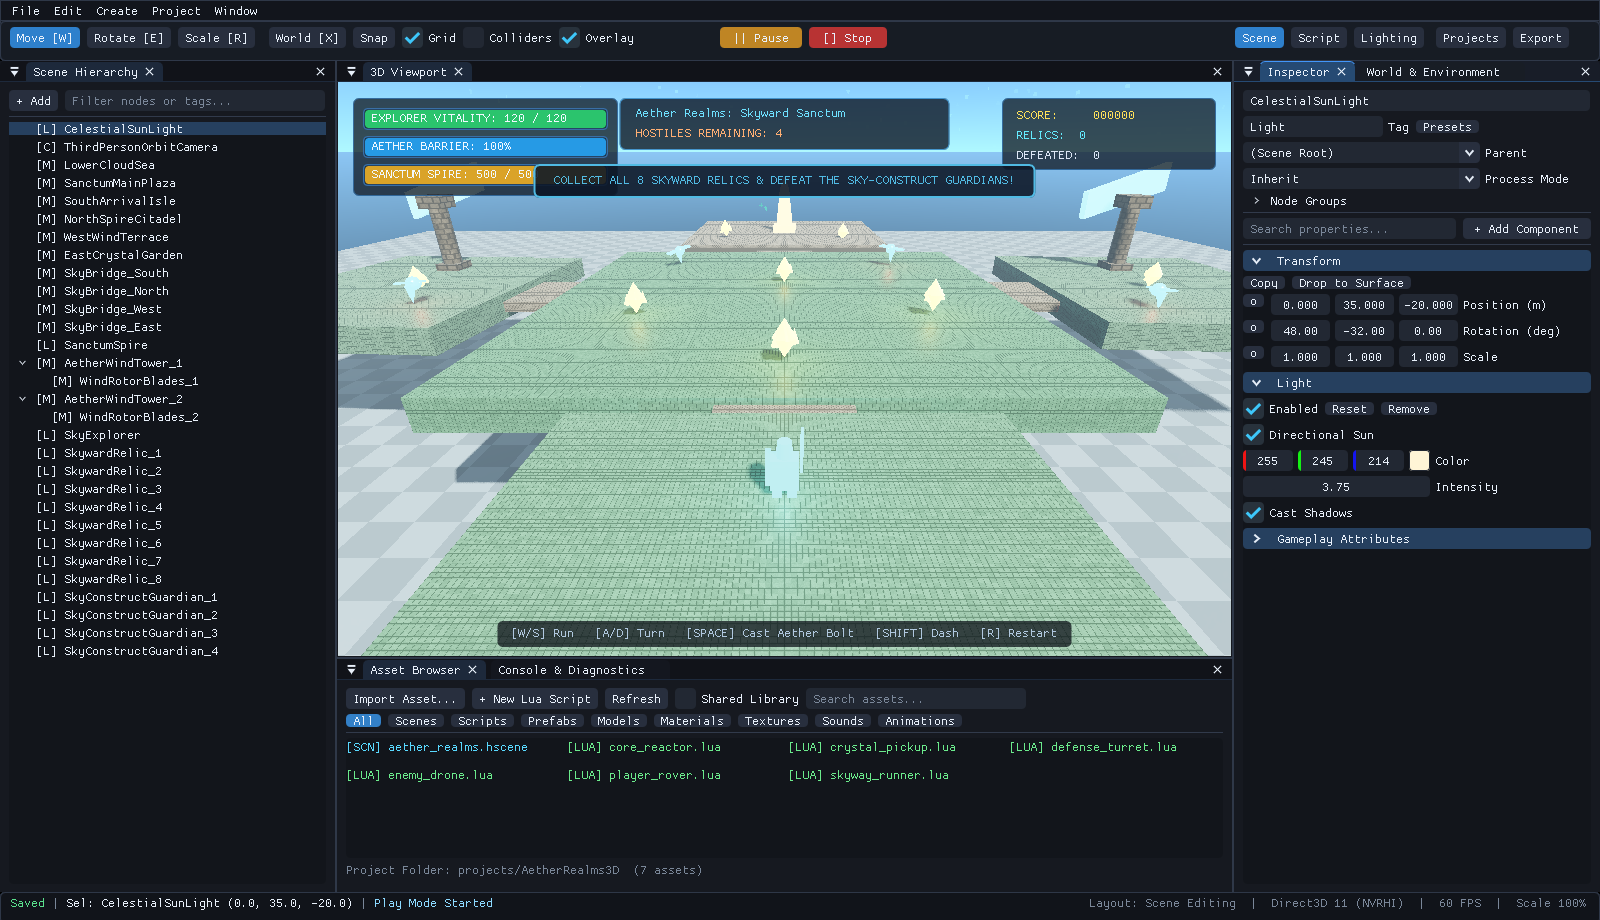 File Edit Create Project Window
Move [W] Rotate [E] Scale [R] World [X] Snap Grid Colliders Overlay || Pause [] Stop Scene Script Lighting Projects Export
Scene Hierarchy
+ Add Filter nodes or tags...
[L] CelestialSunLight
[C] ThirdPersonOrbitCamera
[M] LowerCloudSea
[M] SanctumMainPlaza
[M] SouthArrivalIsle
[M] NorthSpireCitadel
[M] WestWindTerrace
[M] EastCrystalGarden
[M] SkyBridge_South
[M] SkyBridge_North
[M] SkyBridge_West
[M] SkyBridge_East
[L] SanctumSpire
[M] AetherWindTower_1
[M] WindRotorBlades_1
[M] AetherWindTower_2
[M] WindRotorBlades_2
[L] SkyExplorer
[L] SkywardRelic_1
[L] SkywardRelic_2
[L] SkywardRelic_3
[L] SkywardRelic_4
[L] SkywardRelic_5
[L] SkywardRelic_6
[L] SkywardRelic_7
[L] SkywardRelic_8
[L] SkyConstructGuardian_1
[L] SkyConstructGuardian_2
[L] SkyConstructGuardian_3
[L] SkyConstructGuardian_4
3D Viewport
EXPLORER VITALITY: 120 / 120
AETHER BARRIER: 100%
SANCTUM SPIRE: 500 / 50
Aether Realms: Skyward Sanctum
HOSTILES REMAINING: 4
SCORE: 000000
RELICS: 0
DEFEATED: 0
COLLECT ALL 8 SKYWARD RELICS & DEFEAT THE SKY-CONSTRUCT GUARDIANS!
[W/S] Run [A/D] Turn [SPACE] Cast Aether Bolt [SHIFT] Dash [R] Restart
Asset Browser Console & Diagnostics
Import Asset... + New Lua Script Refresh Shared Library Search assets...
All Scenes Scripts Prefabs Models Materials Textures Sounds Animations
[SCN] aether_realms.hscene [LUA] core_reactor.lua [LUA] crystal_pickup.lua [LUA] defense_turret.lua
[LUA] enemy_drone.lua [LUA] player_rover.lua [LUA] skyway_runner.lua
Project Folder: projects/AetherRealms3D (7 assets)
Inspector World & Environment
CelestialSunLight
Light Tag Presets
(Scene Root) Parent
Inherit Process Mode
Node Groups
Search properties... + Add Component
Transform
Copy Drop to Surface
o 0.000 35.000 -20.000 Position (m)
o 48.00 -32.00 0.00 Rotation (deg)
o 1.000 1.000 1.000 Scale
Light
Enabled Reset Remove
Directional Sun
255 245 214 Color
3.75 Intensity
Cast Shadows
Gameplay Attributes
Saved | Sel: CelestialSunLight (0.0, 35.0, -20.0) | Play Mode Started Layout: Scene Editing | Direct3D 11 (NVRHI) | 60 FPS | Scale 100%